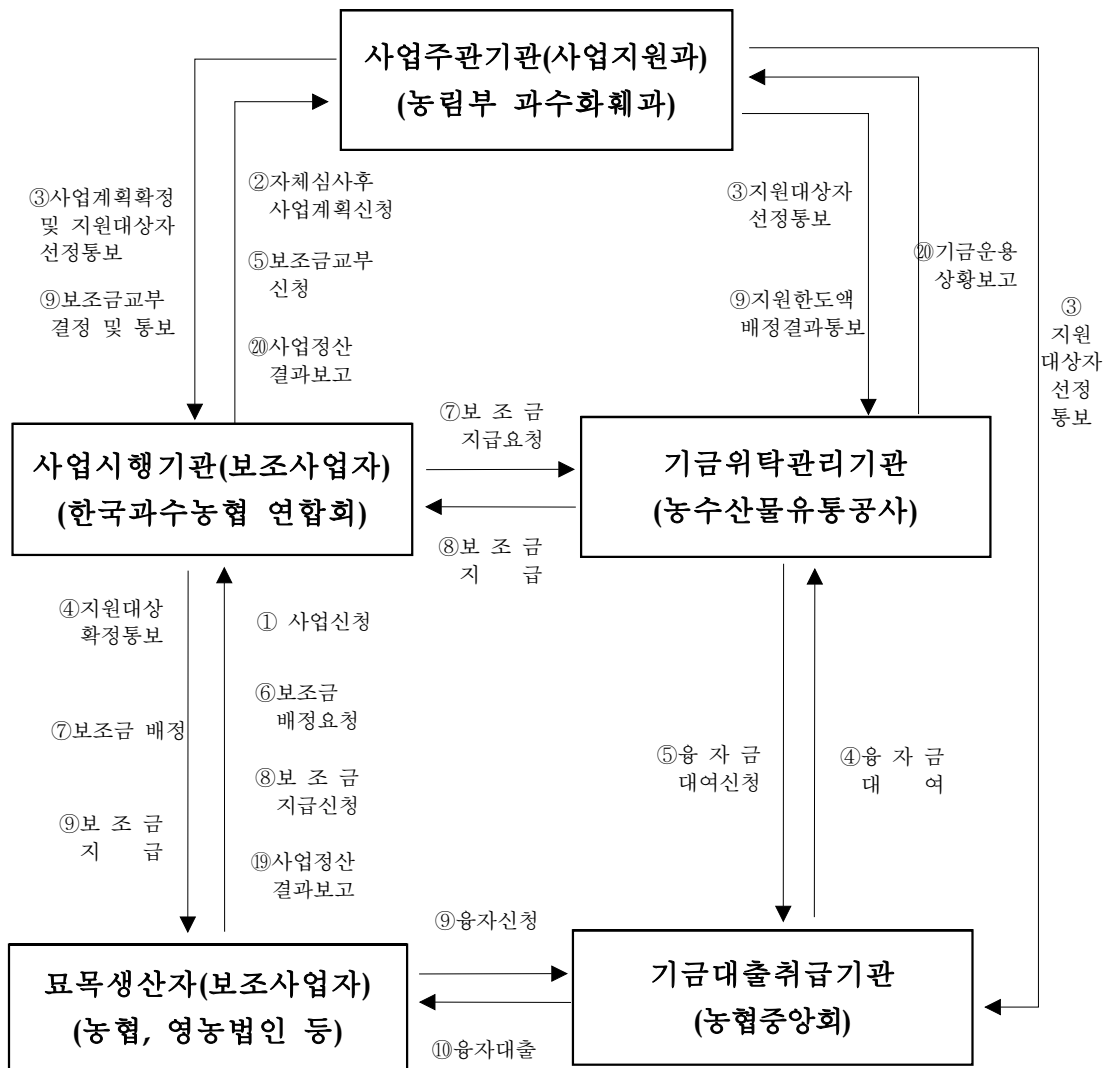 사업주관기관(사업지원과)
(농림부 과수화훼과)
③사업계획확정
및 지원대상자
선정통보
⑨보조금교부
결정 및 통보
②자체심사후
사업계획신청
⑤보조금교부
신청
⑳사업정산
결과보고
③지원대상자
선정통보
⑨지원한도액
배정결과통보
⑳기금운용
상황보고
③
지원
대상자
선정
통보
사업시행기관(보조사업자)
(한국과수농협 연합회)
⑦보 조 금
지급요청
⑧보 조 금
지 급
기금위탁관리기관
(농수산물유통공사)
④지원대상
확정통보
⑦보조금 배정
⑨보 조 금
지 급
① 사업신청
⑥보조금
배정요청
⑧보 조 금
지급신청
⑲사업정산
결과보고
⑤융 자 금
대여신청
④융 자 금
대 여
묘목생산자(보조사업자)
(농협, 영농법인 등)
⑨융자신청
⑩융자대출
기금대출취급기관
(농협중앙회)